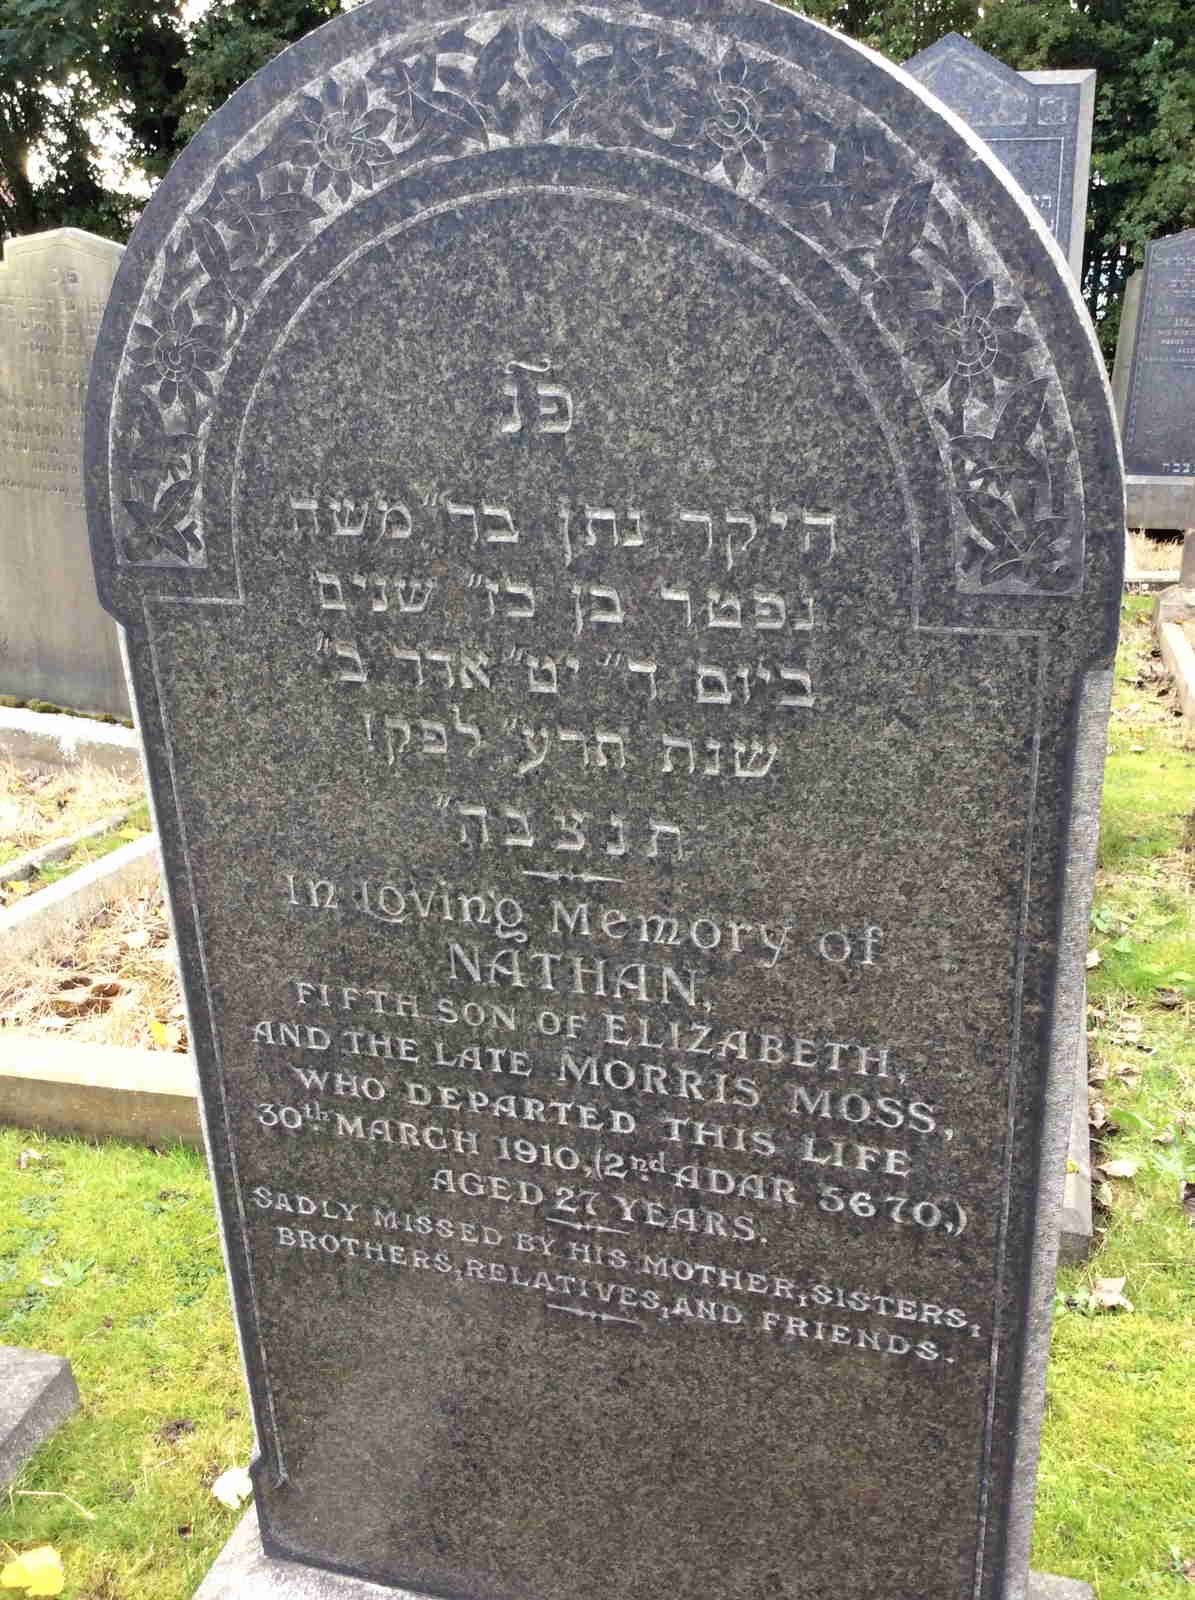 פ״נ
היקר נתן בר״ משה
נפטר בן כז״ שנים
ביום ד״ יט״ אדר ב״
שנת תרע״ לפק!
תנצבה״
In Loving Memory of
NATHAN,
FIFTH SON OF ELIZABETH,
AND THE LATE MORRIS MOSS,
WHO DEPARTED THIS LIFE
30th MARCH 1910, (2nd ADAR 5670,)
AGED 27 YEARS.
SADLY MISSED BY HIS MOTHER, SISTERS,
BROTHERS, RELATIVES, AND FRIENDS.